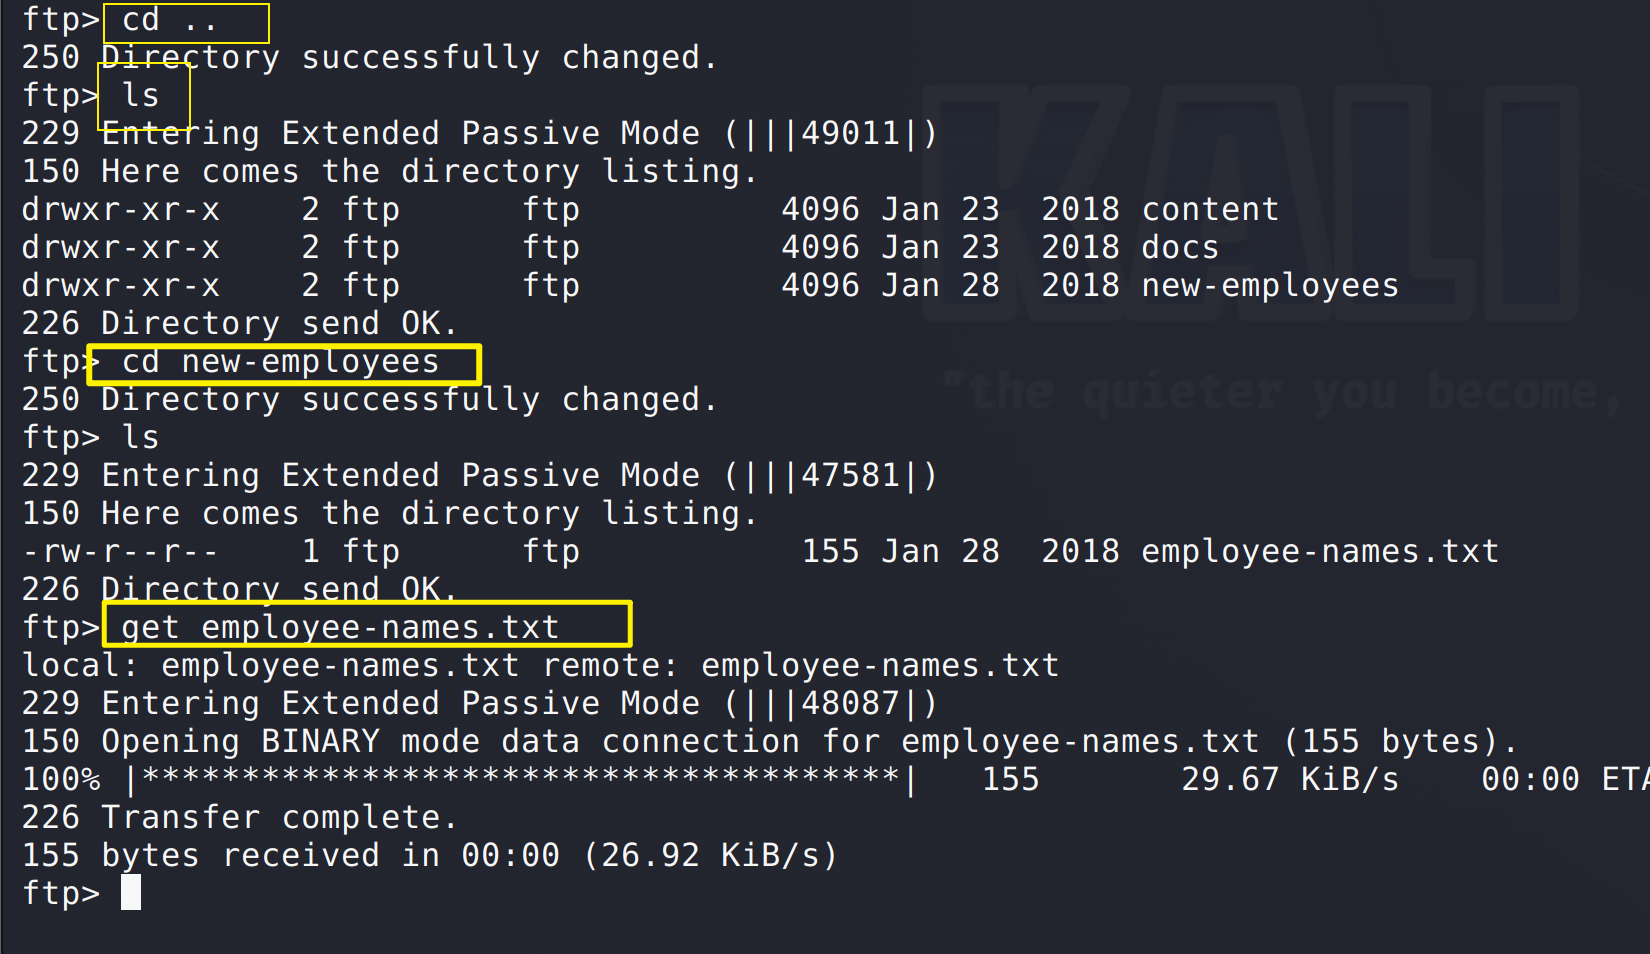 ftp> cd ..
250 Directory successfully changed.
ftp> ls
229 Entering Extended Passive Mode (|||49011|)
150 Here comes the directory listing.
drwxr-xr-x    2 ftp      ftp          4096 Jan 23  2018 content
drwxr-xr-x    2 ftp      ftp          4096 Jan 23  2018 docs
drwxr-xr-x    2 ftp      ftp          4096 Jan 28  2018 new-employees
226 Directory send OK.
ftp> cd new-employees
250 Directory successfully changed.
ftp> ls
229 Entering Extended Passive Mode (|||47581|)
150 Here comes the directory listing.
-rw-r--r--    1 ftp      ftp           155 Jan 28  2018 employee-names.txt
226 Directory send OK.
ftp> get employee-names.txt
local: employee-names.txt remote: employee-names.txt
229 Entering Extended Passive Mode (|||48087|)
150 Opening BINARY mode data connection for employee-names.txt (155 bytes).
100% |**************************************|   155       29.67 KiB/s    00:00 ETA
226 Transfer complete.
155 bytes received in 00:00 (26.92 KiB/s)
ftp>
KALI
"the quieter you become,